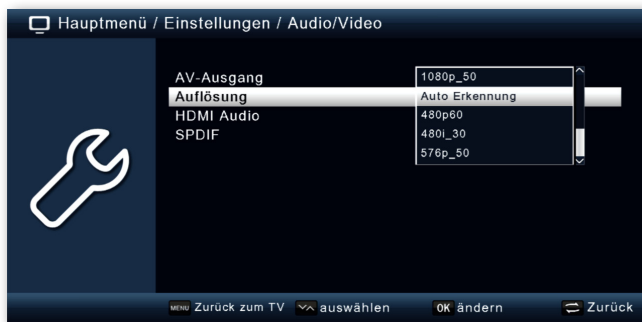 Hauptmenü / Einstellungen / Audio/Video
AV-Ausgang
1080p_50
Auflösung
Auto Erkennung
HDMI Audio
480p60
SPDIF
480i_30
576p_50
MENU Zurück zum TV auswählen OK ändern Zurück